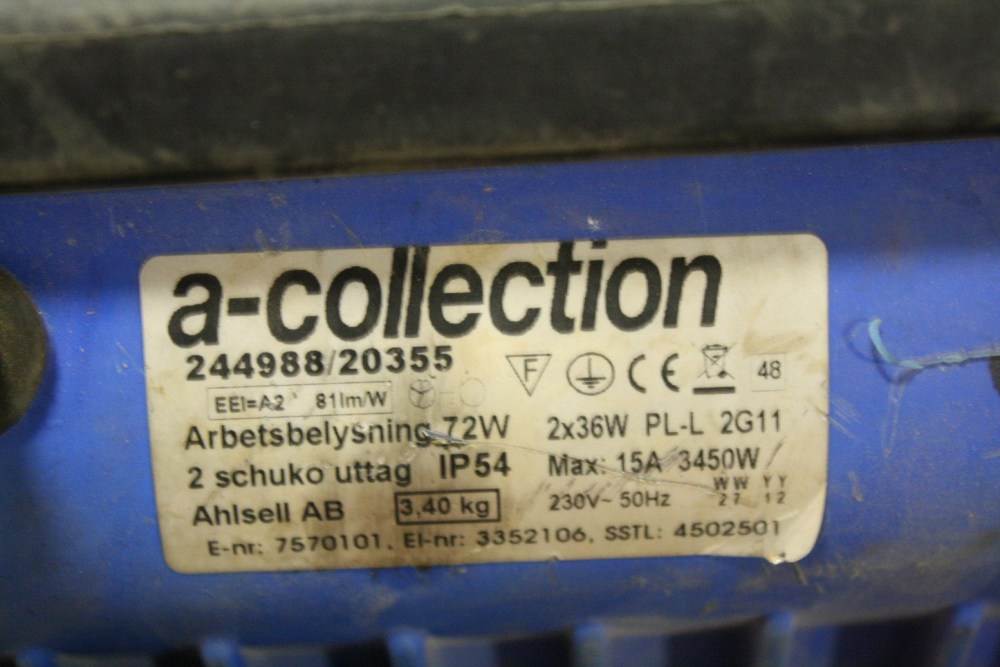 a-collection
244988/20355
F CE 48
EEI=A2 81lm/W
Arbetsbelysning 72W 2x36W PL-L 2G11
2 schuko uttag IP54 Max: 15A 3450W
WW YY
Ahlsell AB 3,40 kg 230V~ 50Hz 27 12
E-nr: 7570101, El-nr: 3352106, SSTL: 4502501